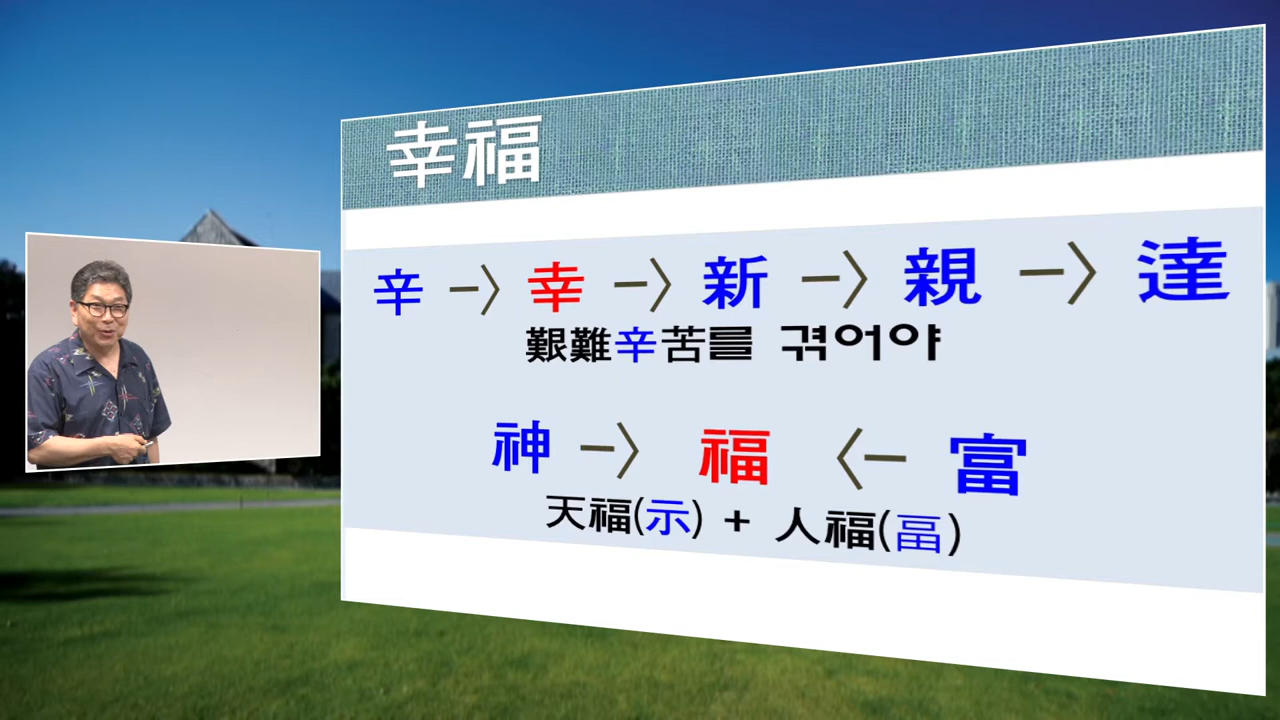 幸福
辛 -> 幸 -> 新 -> 親 -> 達
艱難辛苦를 겪어야
神 -> 福 <- 富
天福(示) + 人福(畐)